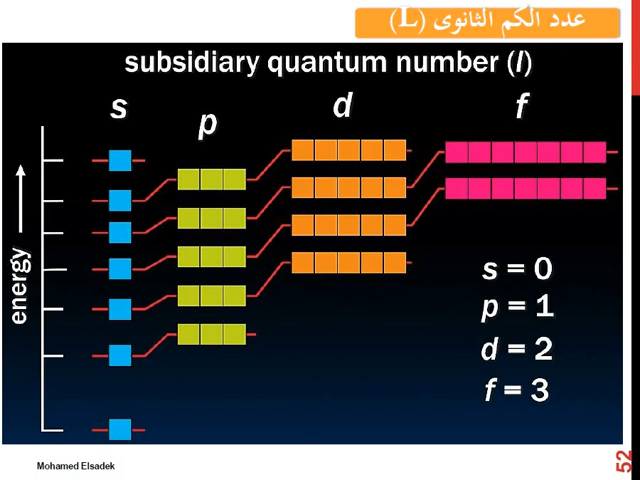 عدد الكم الثانوى (L)
subsidiary quantum number (l)
s p d f
energy
s = 0
p = 1
d = 2
f = 3
Mohamed Elsadek
52